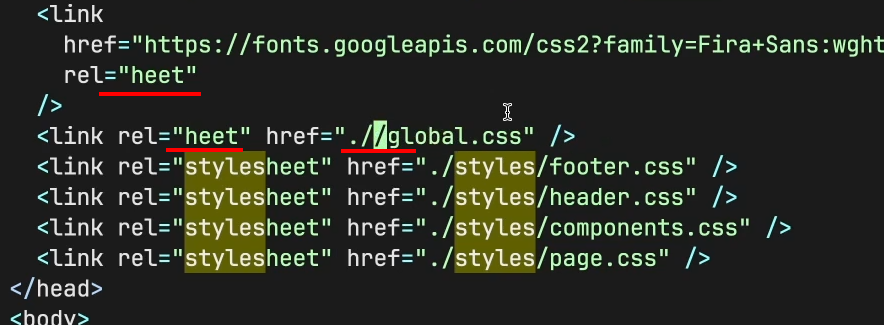 <link
href="https://fonts.googleapis.com/css2?family=Fira+Sans:wght
rel="heet"
/>
<link rel="heet" href=".//global.css" />
<link rel="stylesheet" href="./styles/footer.css" />
<link rel="stylesheet" href="./styles/header.css" />
<link rel="stylesheet" href="./styles/components.css" />
<link rel="stylesheet" href="./styles/page.css" />
</head>
<body>